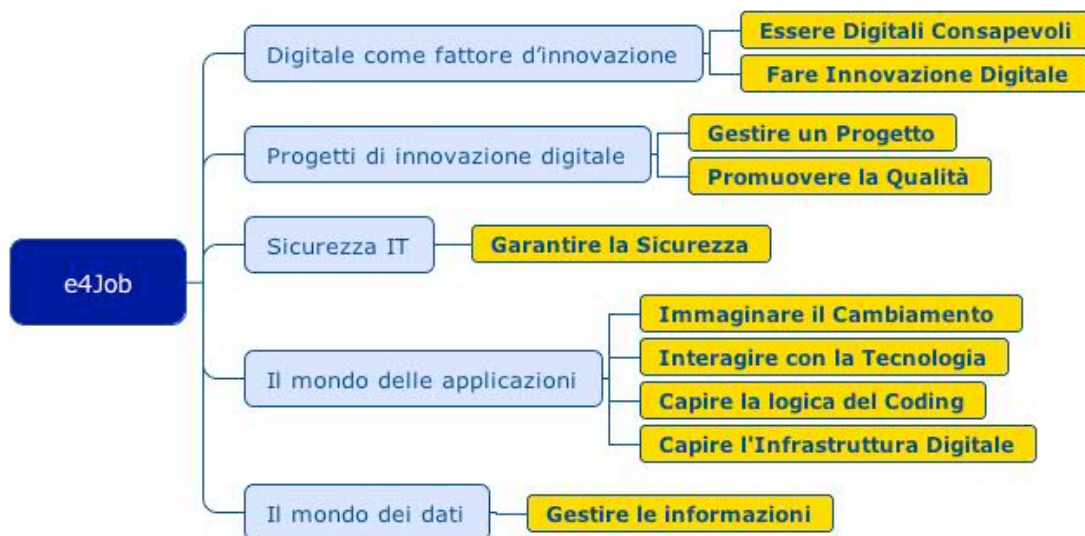 e4Job
Digitale come fattore d'innovazione
Essere Digitali Consapevoli
Fare Innovazione Digitale
Progetti di innovazione digitale
Gestire un Progetto
Promuovere la Qualità
Sicurezza IT
Garantire la Sicurezza
Il mondo delle applicazioni
Immaginare il Cambiamento
Interagire con la Tecnologia
Capire la logica del Coding
Capire l'Infrastruttura Digitale
Il mondo dei dati
Gestire le informazioni